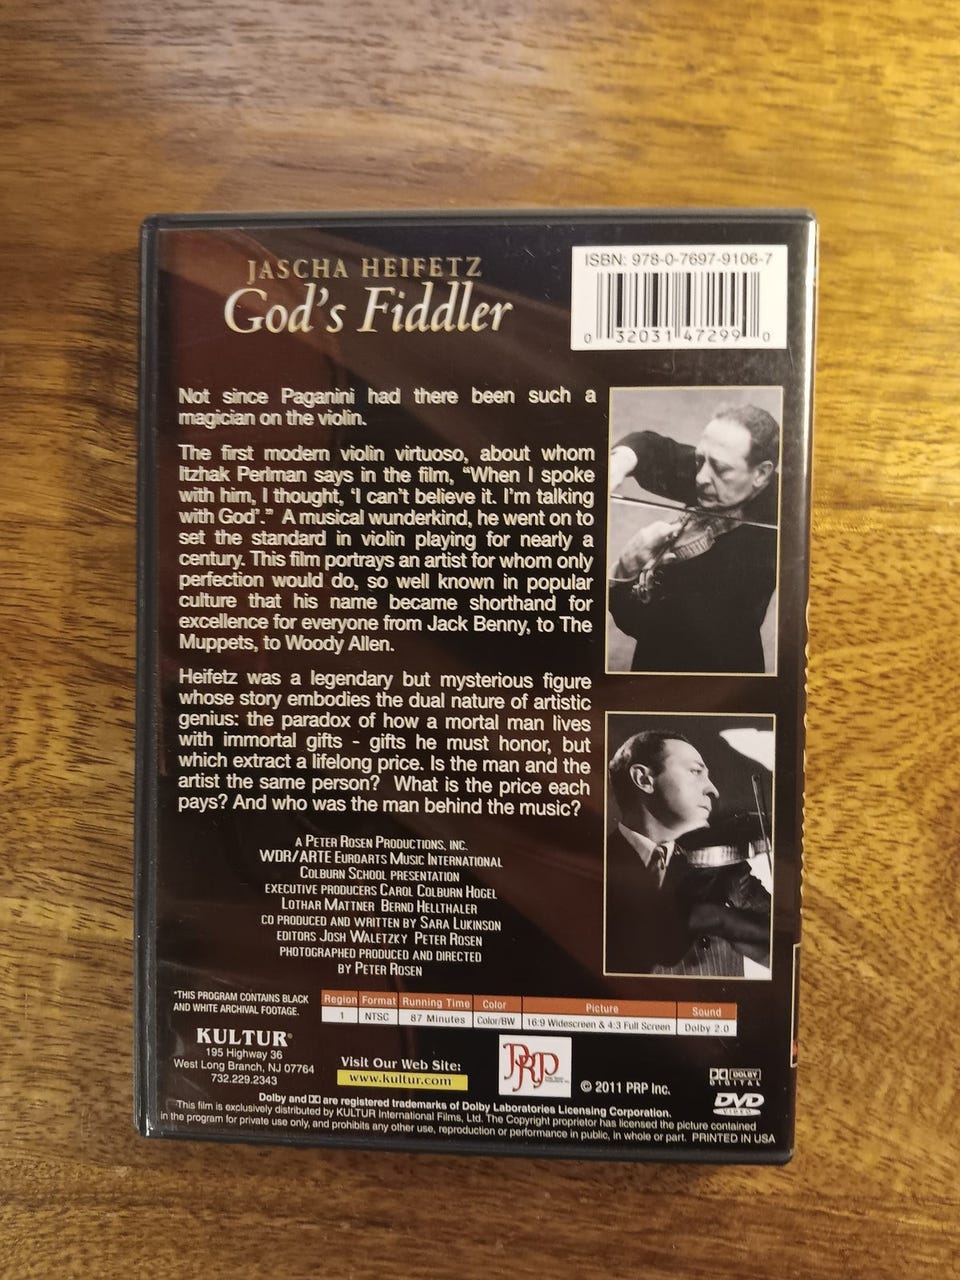 JASCHA HEIFETZ
God's Fiddler
ISBN: 978-0-7697-9106-7
0 32031 47299 0
Not since Paganini had there been such a
magician on the violin.
The first modern violin virtuoso, about whom
Itzhak Perlman says in the film, “When I spoke
with him, I thought, ‘I can't believe it. I'm talking
with God’.” A musical wunderkind, he went on to
set the standard in violin playing for nearly a
century. This film portrays an artist for whom only
perfection would do, so well known in popular
culture that his name became shorthand for
excellence for everyone from Jack Benny, to The
Muppets, to Woody Allen.
Heifetz was a legendary but mysterious figure
whose story embodies the dual nature of artistic
genius: the paradox of how a mortal man lives
with immortal gifts - gifts he must honor, but
which extract a lifelong price. Is the man and the
artist the same person? What is the price each
pays? And who was the man behind the music?
A PETER ROSEN PRODUCTIONS, INC.
WDR/ARTE EUROARTS MUSIC INTERNATIONAL
COLBURN SCHOOL PRESENTATION
EXECUTIVE PRODUCERS CAROL COLBURN HOGEL
LOTHAR MATTNER BERND HELLTHALER
CO PRODUCED AND WRITTEN BY SARA LUKINSON
EDITORS JOSH WALETZKY PETER ROSEN
PHOTOGRAPHED PRODUCED AND DIRECTED
BY PETER ROSEN
*THIS PROGRAM CONTAINS BLACK
AND WHITE ARCHIVAL FOOTAGE.
Region Format Running Time Color Picture Sound
1 NTSC 87 Minutes Color/BW 16:9 Widescreen & 4:3 Full Screen Dolby 2.0
KULTUR®
195 Highway 36
West Long Branch, NJ 07764
732.229.2343
Visit Our Web Site:
www.kultur.com
PRP
© 2011 PRP Inc.
DOLBY
DIGITAL
DVD
VIDEO
Dolby and are registered trademarks of Dolby Laboratories Licensing Corporation.
This film is exclusively distributed by KULTUR International Films, Ltd. The Copyright proprietor has licensed the picture contained
in the program for private use only, and prohibits any other use, reproduction or performance in public, in whole or part. PRINTED IN USA